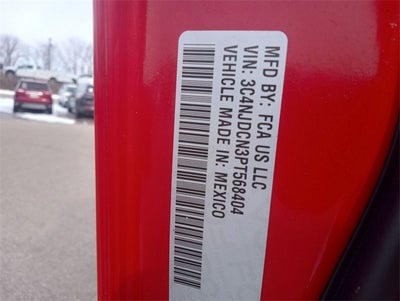 MFD BY: FCA US LLC
VIN: 3C4NJDCN3PT568404
VEHICLE MADE IN: MEXICO